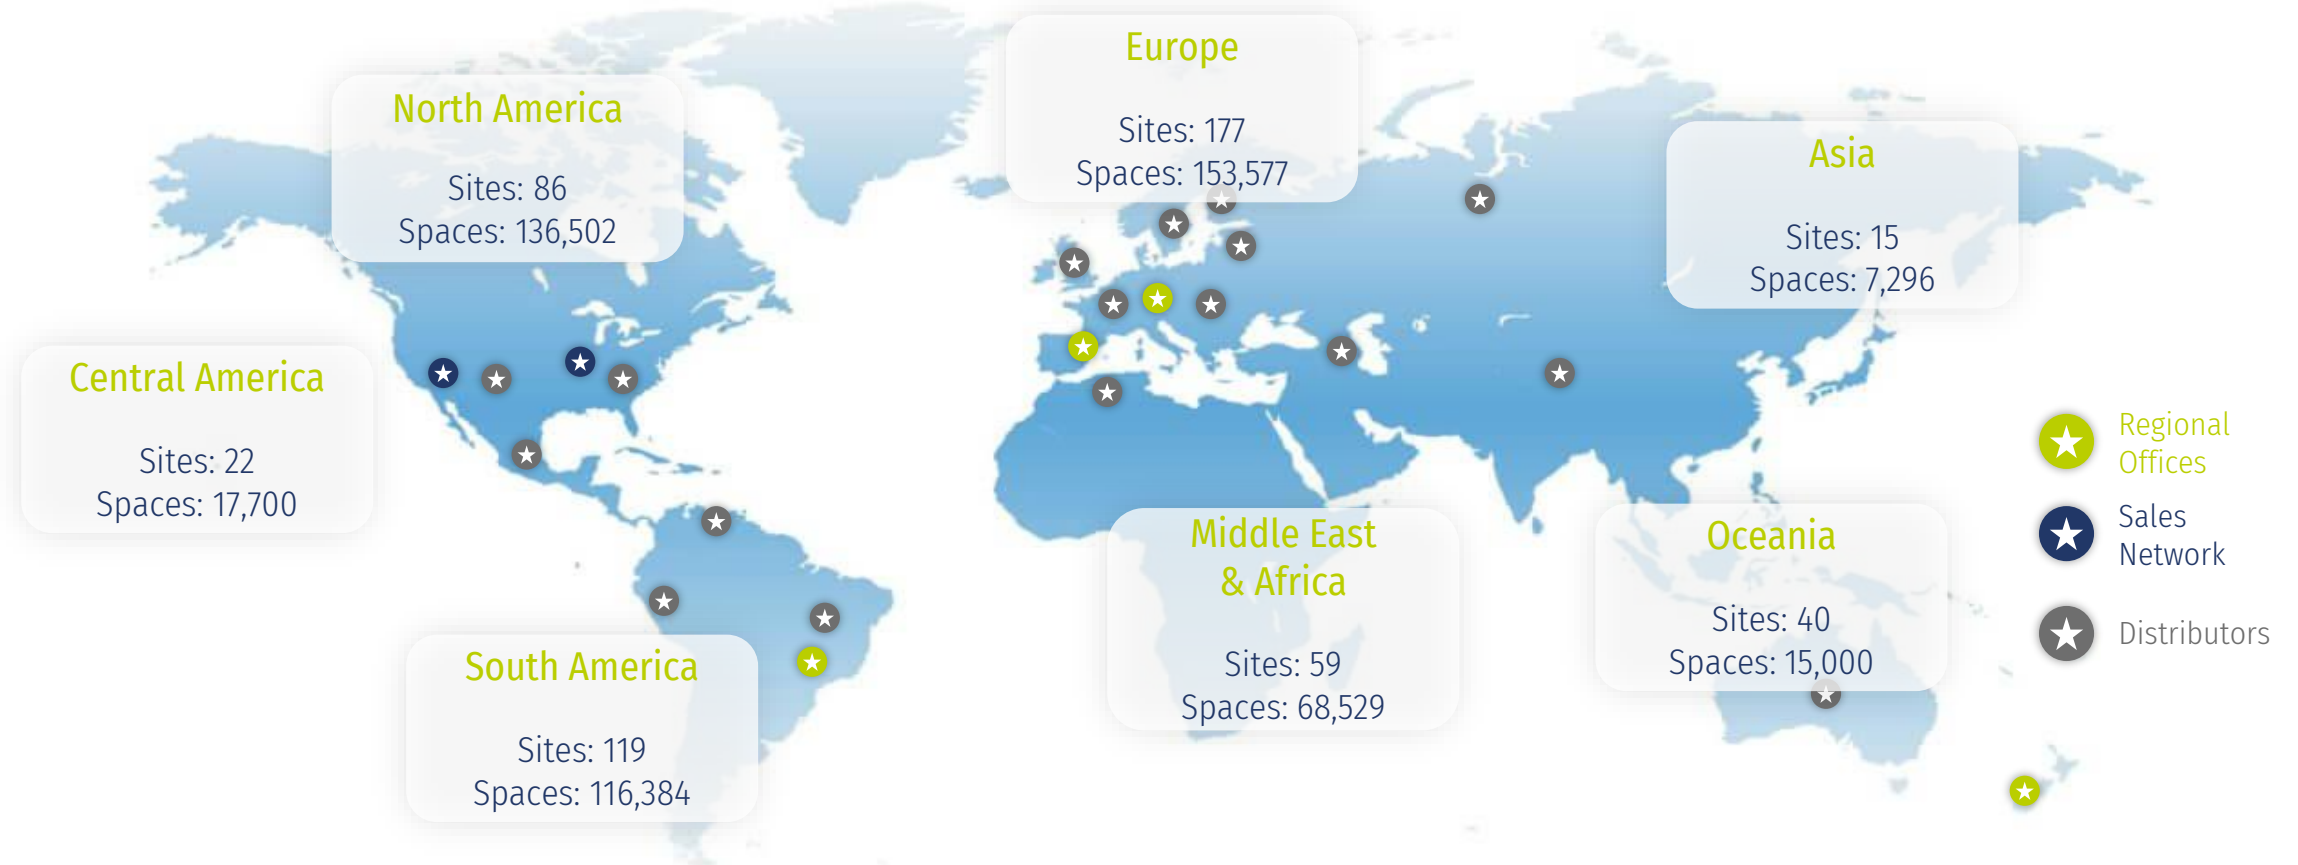 North America
Sites: 86
Spaces: 136,502
Europe
Sites: 177
Spaces: 153,577
Asia
Sites: 15
Spaces: 7,296
Central America
Sites: 22
Spaces: 17,700
South America
Sites: 119
Spaces: 116,384
Middle East
& Africa
Sites: 59
Spaces: 68,529
Oceania
Sites: 40
Spaces: 15,000
Regional
Offices
Sales
Network
Distributors